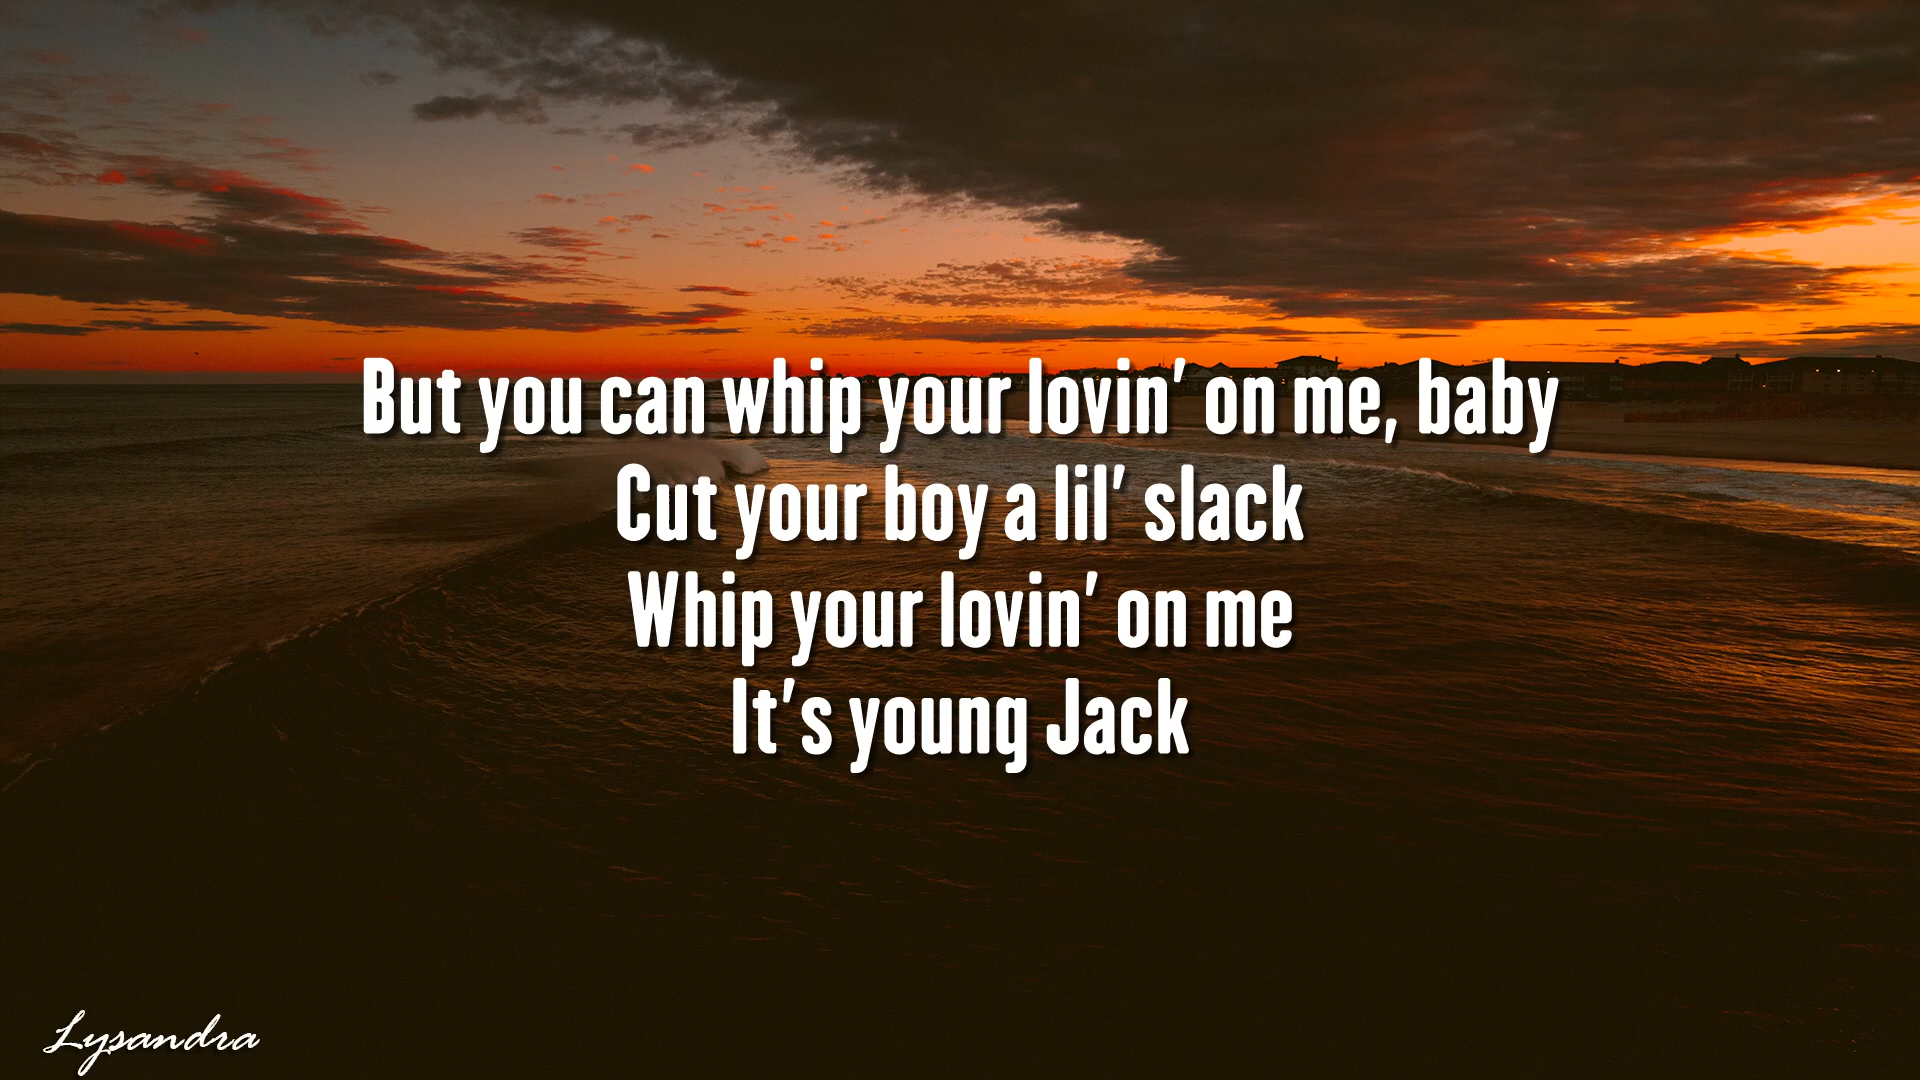 But you can whip your lovin' on me, baby
Cut your boy a lil' slack
Whip your lovin' on me
It's young Jack
Lysandra